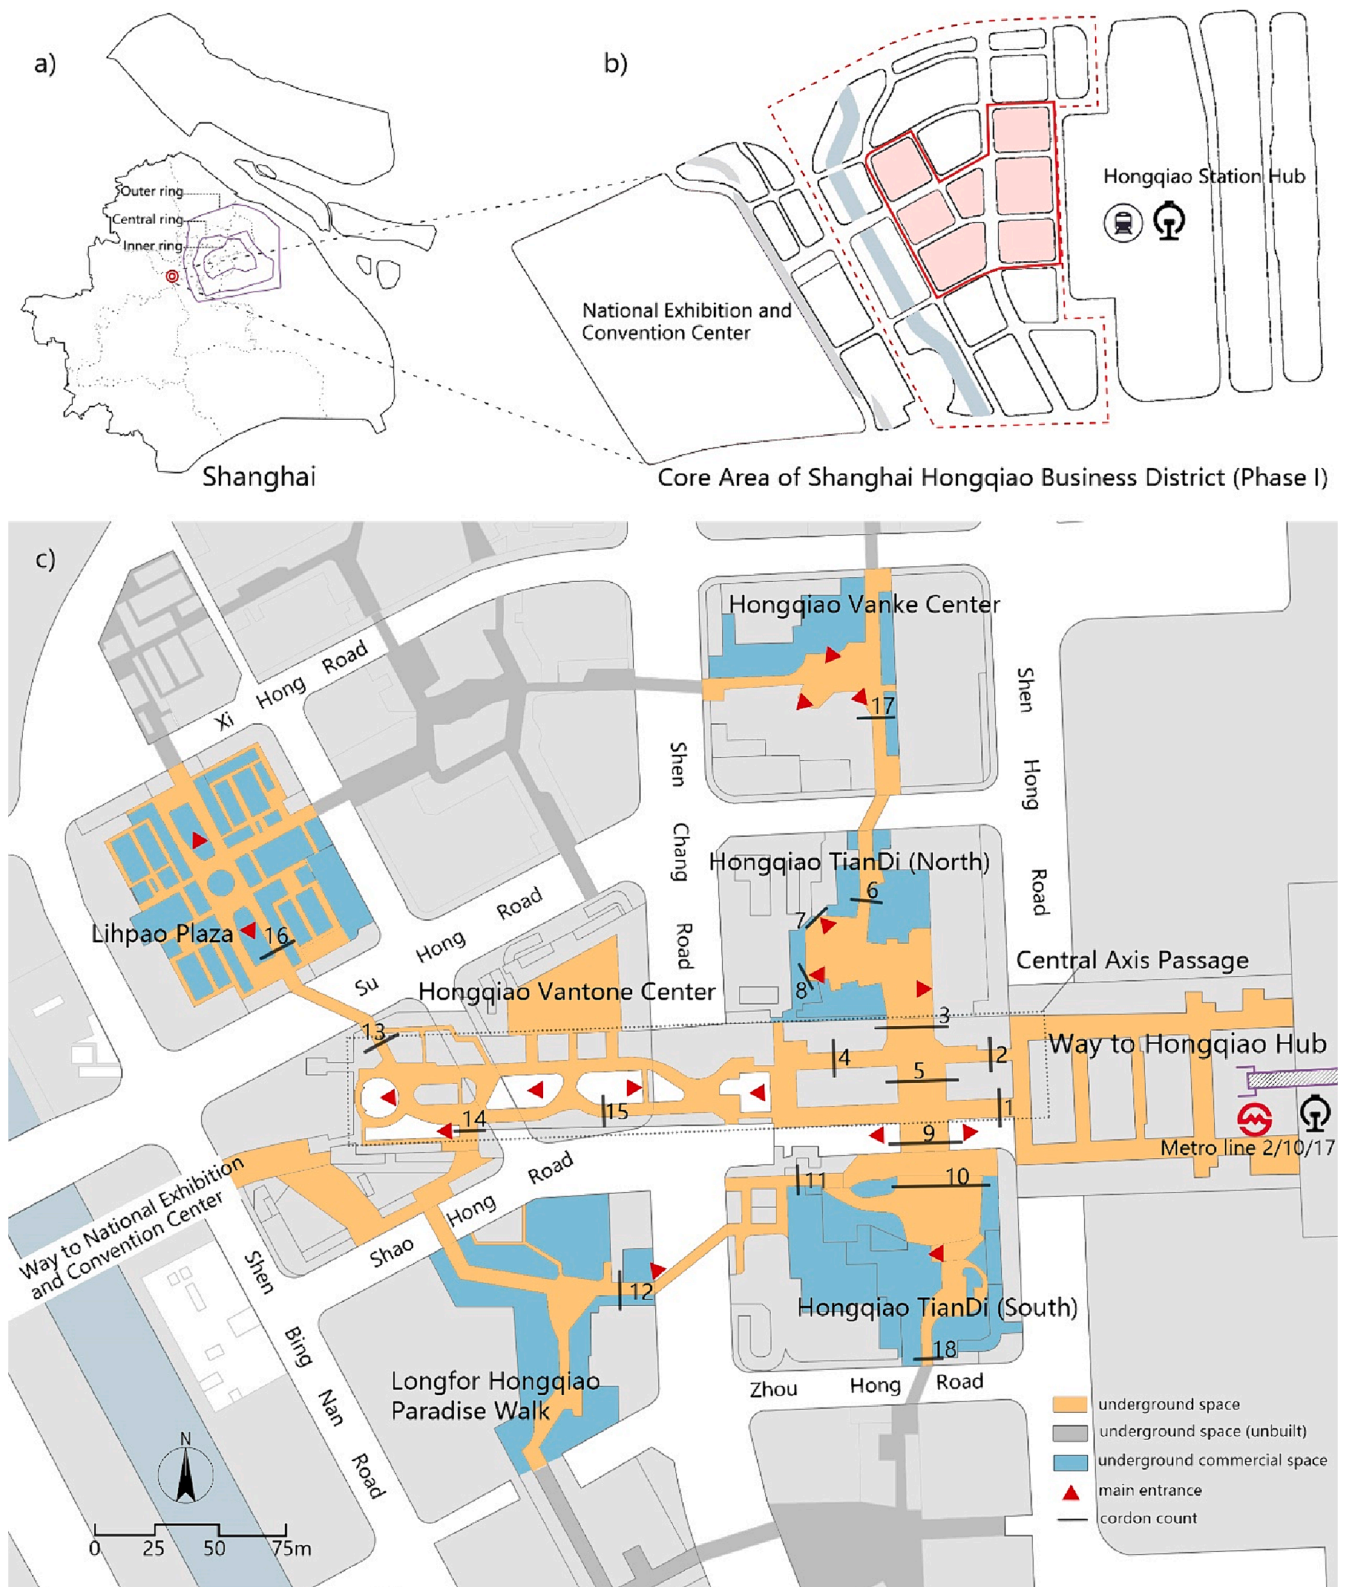 a)
Outer ring
Central ring
Inner ring
Shanghai
b)
Hongqiao Station Hub
National Exhibition and
Convention Center
Core Area of Shanghai Hongqiao Business District (Phase I)
c)
Hongqiao Vanke Center
Xi Hong Road
Shen Hong Road
17
Shen Chang Road
Hongqiao TianDi (North)
6
7
8
Lihpao Plaza
16
Su Hong Road
Hongqiao Vantone Center
Central Axis Passage
13
3
4
2
Way to Hongqiao Hub
5
14
15
1
9
Metro line 2/10/17
Way to National Exhibition
and Convention Center
11
10
Shao Hong Road
12
Shen Bing Nan Road
Hongqiao TianDi (South)
18
Longfor Hongqiao
Paradise Walk
Zhou Hong Road
underground space
underground space (unbuilt)
underground commercial space
main entrance
cordon count
N
0 25 50 75m